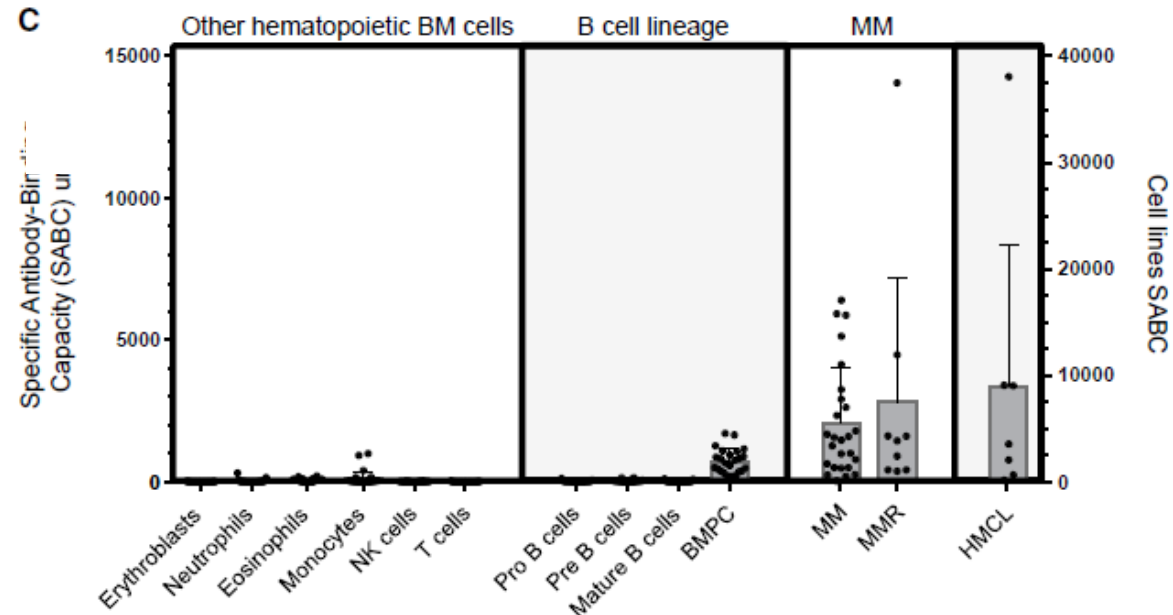 C
Other hematopoietic BM cells
B cell lineage
MM
15000
10000
5000
0
Specific
Capacity (SABC)
40000
30000
20000
10000
0
Cell lines SABC
Erythroblasts
Neutrophils
Eosinophils
Monocytes
NK cells
T cells
Pro B cells
Pre B cells
Mature B cells
BMPC
MM
MMR
HMCL